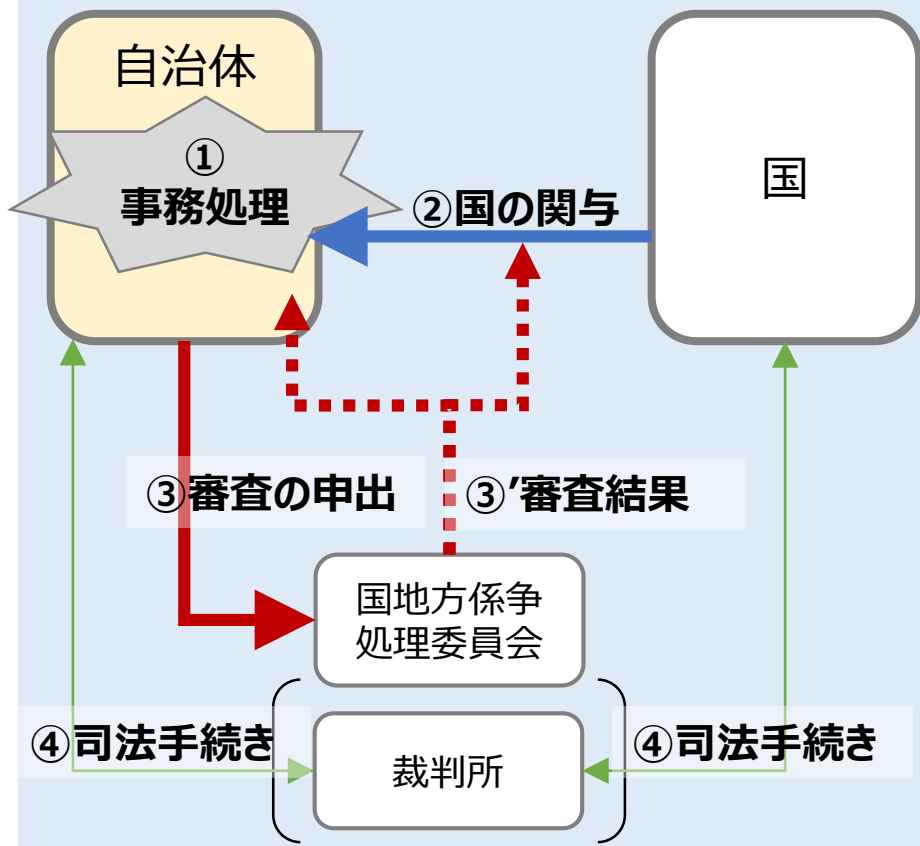 自治体
①
事務処理
②国の関与
国
③審査の申出
③’審査結果
国地方係争
処理委員会
④司法手続き
裁判所
④司法手続き